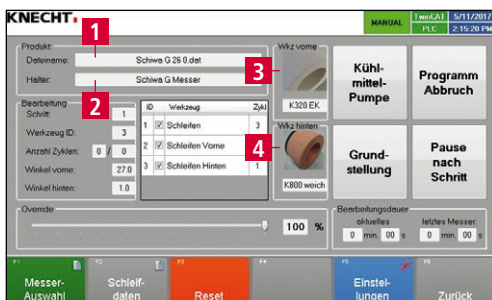 KNECHT.
MANUAL
TwinCAT 5/11/2017
PLC 2:15:20 PM
Produkt
1
Dateiname: Schiwa G 26 0.dat
Halter: Schiwa G Messer
2
Wkz vorne
3
K320 EK
Kühl-
mittel-
Pumpe
Programm
Abbruch
Bearbeitung
Schritt: 1
Werkzeug ID: 3
Anzahl Zyklen: 0 / 0
Winkel vorne: 27.0
Winkel hinten: 1.0
ID Werkzeug Zykl
1 Schleifen 3
2 Schleifen Vorne
3 Schleifen Hinten 1
Wkz hinten
4
K800 weich
Grund-
stellung
Pause
nach
Schritt
Override
100 %
Bearbeitungsdauer
aktuelles letztes Messer:
0 min. 00 s 0 min. 00 s
F1
Messer-
Auswahl
F2
Schleif-
daten
F3
Reset
F4
F5
Einstel-
lungen
F6
Zurück